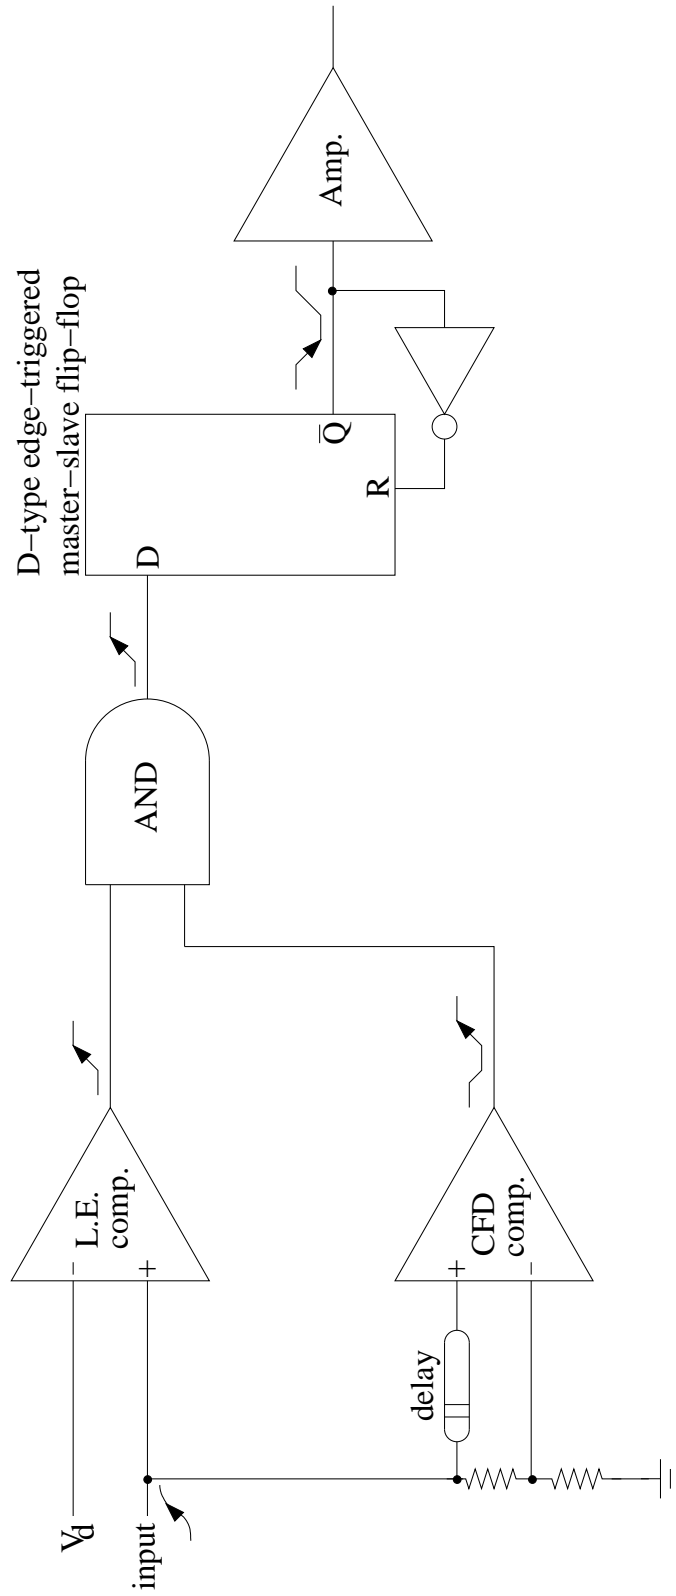 V_d
input
−
+
L.E.
comp.
delay
+
−
CFD
comp.
AND
D−type edge−triggered
master−slave flip−flop
D
Q̅
R
Amp.